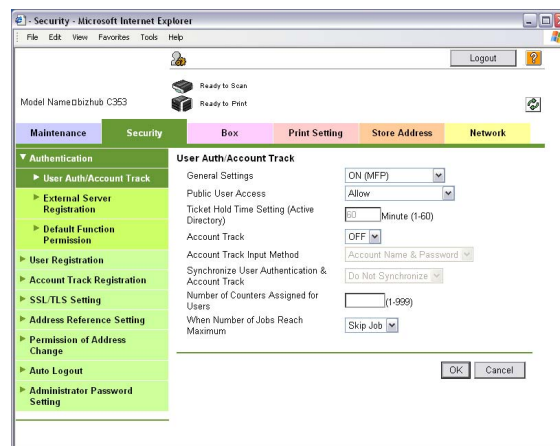 - Security - Microsoft Internet Explorer
File Edit View Favorites Tools Help
Logout
Ready to Scan
Model Name:bizhub C353
Ready to Print
Maintenance Security Box Print Setting Store Address Network
Authentication
User Auth/Account Track
External Server
Registration
Default Function
Permission
User Registration
Account Track Registration
SSL/TLS Setting
Address Reference Setting
Permission of Address
Change
Auto Logout
Administrator Password
Setting
User Auth/Account Track
General Settings ON (MFP)
Public User Access Allow
Ticket Hold Time Setting (Active
Directory) 60 Minute (1-60)
Account Track OFF
Account Track Input Method Account Name & Password
Synchronize User Authentication &
Account Track Do Not Synchronize
Number of Counters Assigned for
Users (1-999)
When Number of Jobs Reach
Maximum Skip Job
OK Cancel